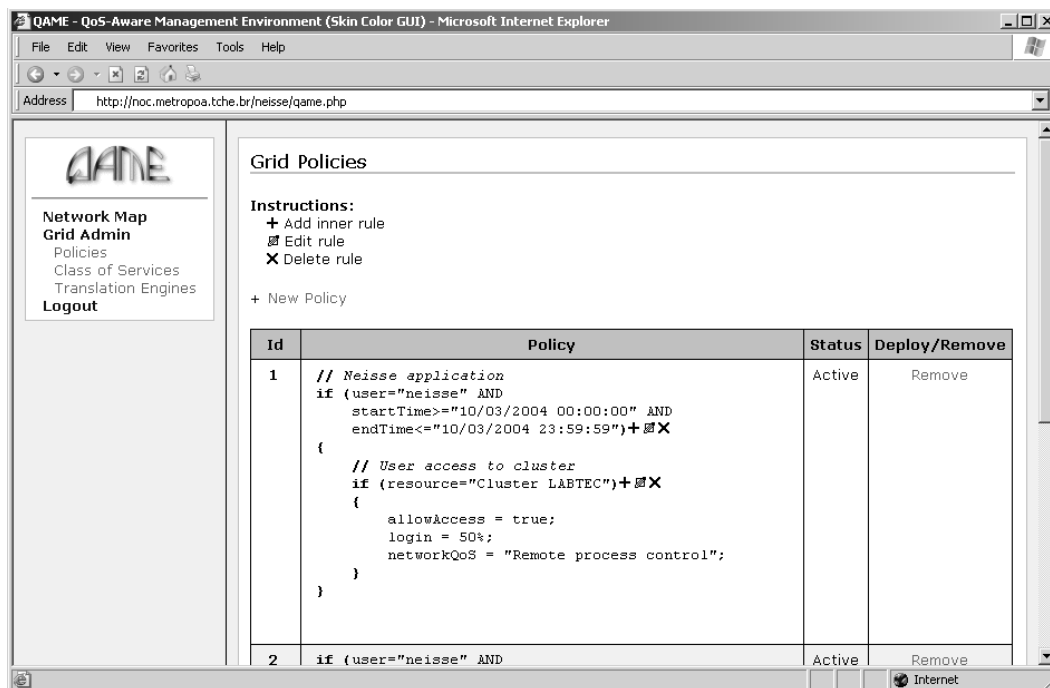 QAME - QoS-Aware Management Environment (Skin Color GUI) - Microsoft Internet Explorer
File Edit View Favorites Tools Help
Address http://noc.metropoa.tche.br/neisse/qame.php
QAME
Network Map
Grid Admin
Policies
Class of Services
Translation Engines
Logout
Grid Policies
Instructions:
+ Add inner rule
Edit rule
X Delete rule
+ New Policy
Id Policy Status Deploy/Remove
1 // Neisse application Active Remove
if (user="neisse" AND
startTime>="10/03/2004 00:00:00" AND
endTime<="10/03/2004 23:59:59")+ X
{
// User access to cluster
if (resource="Cluster LABTEC")+ X
{
allowAccess = true;
login = 50%;
networkQoS = "Remote process control";
}
}
2 if (user="neisse" AND Active Remove
Internet